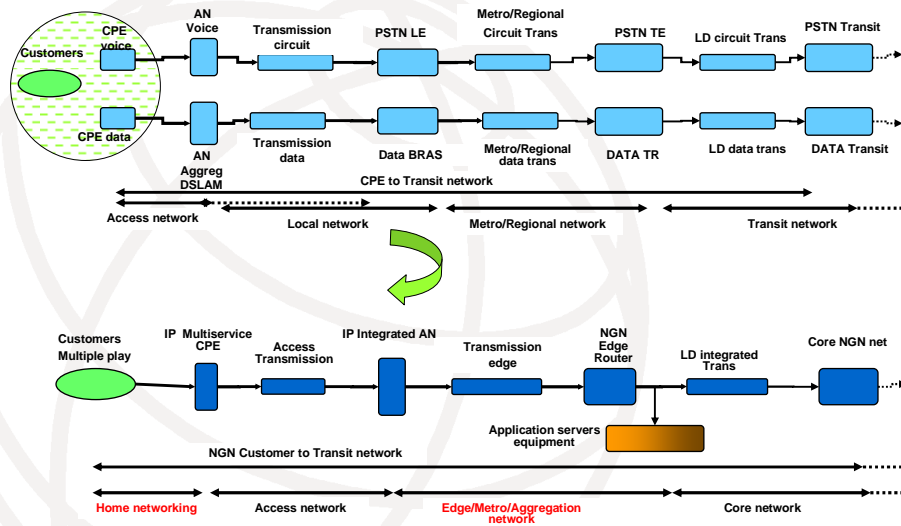 CPE
voice
AN
Voice
Transmission
circuit
PSTN LE
Metro/Regional
Circuit Trans
PSTN TE
LD circuit Trans
PSTN Transit
Customers
CPE data
AN
Aggreg
DSLAM
Transmission
data
Data BRAS
Metro/Regional
data trans
DATA TR
LD data trans
DATA Transit
CPE to Transit network
Access network
Local network
Metro/Regional network
Transit network
Customers
Multiple play
IP Multiservice
CPE
Access
Transmission
IP Integrated AN
Transmission
edge
NGN
Edge
Router
LD integrated
Trans
Core NGN net
Application servers
equipment
NGN Customer to Transit network
Home networking
Access network
Edge/Metro/Aggregation
network
Core network